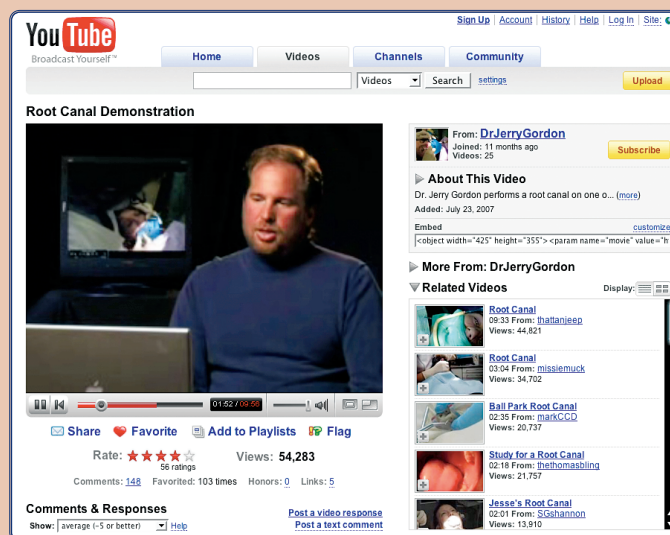 Sign Up | Account | History | Help | Log In | Site:
YouTube
Broadcast Yourself™
Home
Videos
Channels
Community
Videos
Search
settings
Upload
Root Canal Demonstration
From: DrJerryGordon
Joined: 11 months ago
Videos: 25
Subscribe
About This Video
Dr. Jerry Gordon performs a root canal on one o... (more)
Added: July 23, 2007
Embed
customize
<object width="425" height="355"><param name="movie" value="h
More From: DrJerryGordon
Related Videos
Display:
Root Canal
09:33 From: thattanjeep
Views: 44,821
Root Canal
03:04 From: missiemuck
Views: 34,702
Ball Park Root Canal
02:35 From: markCCD
Views: 20,737
Study for a Root Canal
02:18 From: thethomasbling
Views: 21,757
Jesse's Root Canal
02:01 From: SGshannon
Views: 13,910
01:52 / 09:56
Share
Favorite
Add to Playlists
Flag
Rate:
56 ratings
Views: 54,283
Comments: 148
Favorited: 103 times
Honors: 0
Links: 5
Comments & Responses
Post a video response
Show: average (-5 or better)
Help
Post a text comment